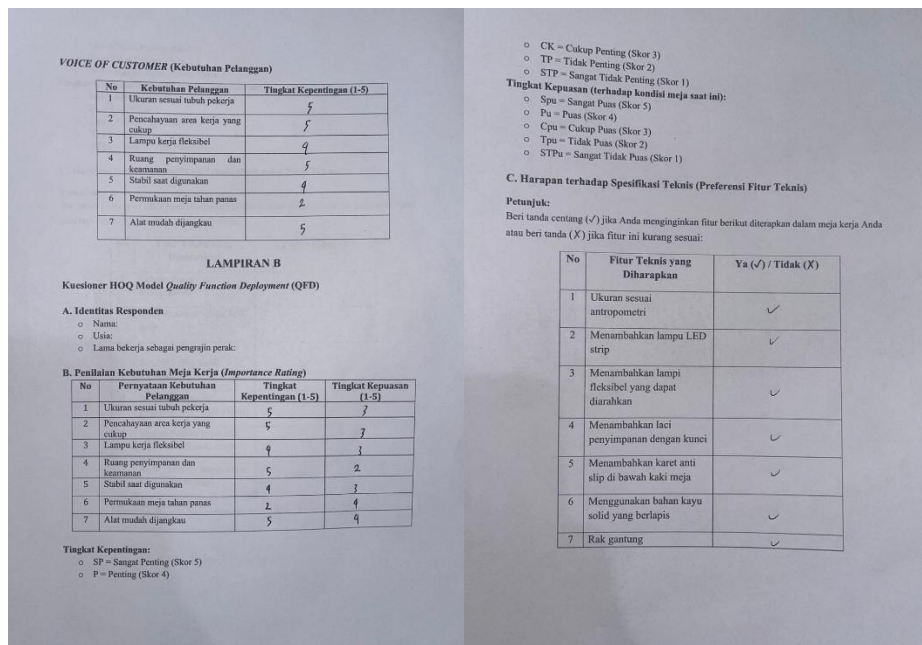 VOICE OF CUSTOMER (Kebutuhan Pelanggan)
No Kebutuhan Pelanggan Tingkat Kepentingan (1-5)
1 Ukuran sesuai tubuh pekerja 5
2 Pencahayaan area kerja yang
cukup 5
3 Lampu kerja fleksibel 4
4 Ruang penyimpanan dan
keamanan 5
5 Stabil saat digunakan 4
6 Permukaan meja tahan panas 2
7 Alat mudah dijangkau 5
LAMPIRAN B
Kuesioner HOQ Model Quality Function Deployment (QFD)
A. Identitas Responden
o Nama:
o Usia:
o Lama bekerja sebagai pengrajin perak:
B. Penilaian Kebutuhan Meja Kerja (Importance Rating)
No Pernyataan Kebutuhan Tingkat Tingkat Kepuasan
Pelanggan Kepentingan (1-5) (1-5)
1 Ukuran sesuai tubuh pekerja 5 3
2 Pencahayaan area kerja yang 5
cukup 3
3 Lampu kerja fleksibel 4 3
4 Ruang penyimpanan dan
keamanan 5 2
5 Stabil saat digunakan 4 3
6 Permukaan meja tahan panas 2 4
7 Alat mudah dijangkau 5 4
Tingkat Kepentingan:
o SP = Sangat Penting (Skor 5)
o P = Penting (Skor 4)
o CK = Cukup Penting (Skor 3)
o TP = Tidak Penting (Skor 2)
o STP = Sangat Tidak Penting (Skor 1)
Tingkat Kepuasan (terhadap kondisi meja saat ini):
o Spu = Sangat Puas (Skor 5)
o Pu = Puas (Skor 4)
o Cpu = Cukup Puas (Skor 3)
o Tpu = Tidak Puas (Skor 2)
o STPu = Sangat Tidak Puas (Skor 1)
C. Harapan terhadap Spesifikasi Teknis (Preferensi Fitur Teknis)
Petunjuk:
Beri tanda centang (✓) jika Anda menginginkan fitur berikut diterapkan dalam meja kerja Anda
atau beri tanda (X) jika fitur ini kurang sesuai:
No Fitur Teknis yang Ya (✓) / Tidak (X)
Diharapkan
1 Ukuran sesuai
antropometri ✓
2 Menambahkan lampu LED ✓
strip
3 Menambahkan lampi
fleksibel yang dapat ✓
diarahkan
4 Menambahkan laci
penyimpanan dengan kunci ✓
5 Menambahkan karet anti
slip di bawah kaki meja ✓
6 Menggunakan bahan kayu
solid yang berlapis ✓
7 Rak gantung ✓